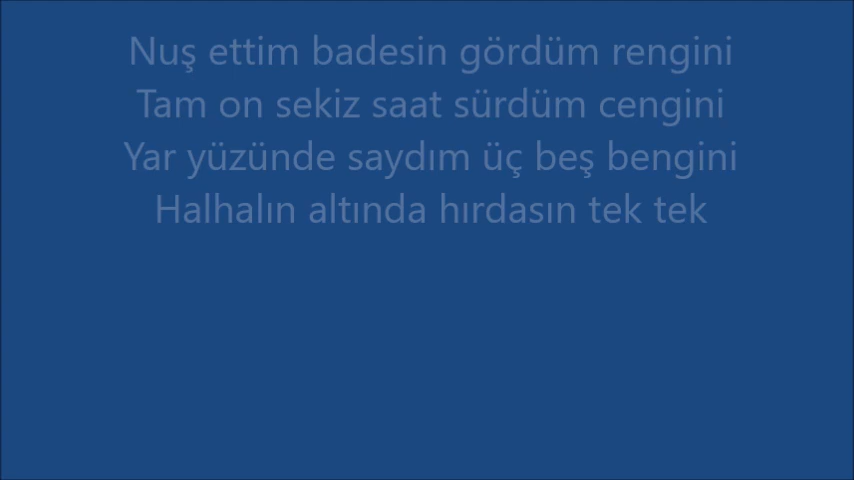 Nuş ettim badesin gördüm rengini
Tam on sekiz saat sürdüm cengini
Yar yüzünde saydım üç beş bengini
Halhalın altında hırdasın tek tek